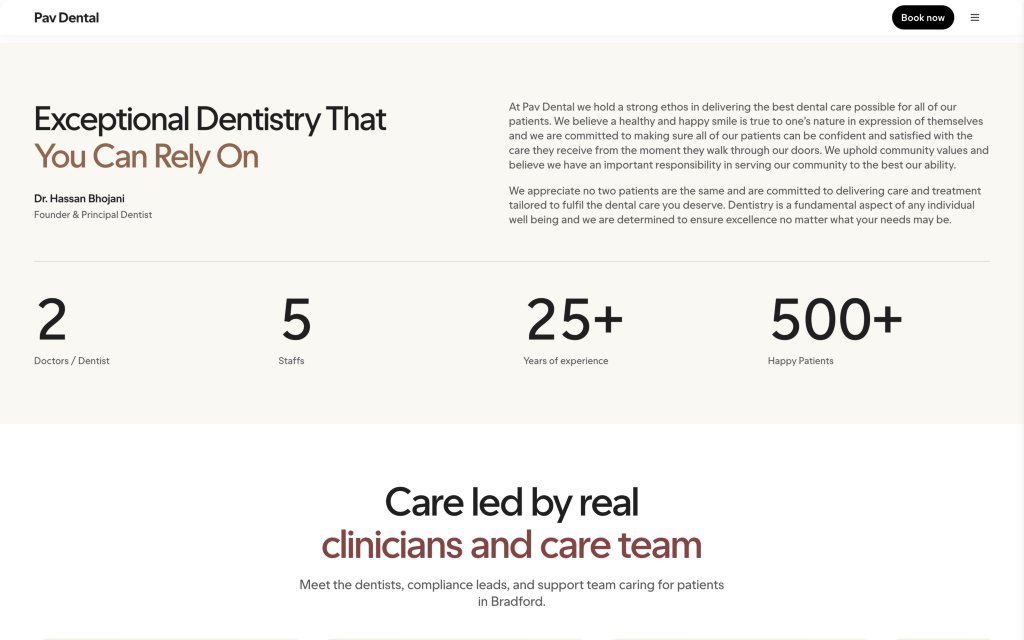 Pav Dental
Book now
Exceptional Dentistry That
You Can Rely On
Dr. Hassan Bhojani
Founder & Principal Dentist
At Pav Dental we hold a strong ethos in delivering the best dental care possible for all of our
patients. We believe a healthy and happy smile is true to one’s nature in expression of themselves
and we are committed to making sure all of our patients can be confident and satisfied with the
care they receive from the moment they walk through our doors. We uphold community values and
believe we have an important responsibility in serving our community to the best our ability.
We appreciate no two patients are the same and are committed to delivering care and treatment
tailored to fulfil the dental care you deserve. Dentistry is a fundamental aspect of any individual
well being and we are determined to ensure excellence no matter what your needs may be.
2
Doctors / Dentist
5
Staffs
25+
Years of experience
500+
Happy Patients
Care led by real
clinicians and care team
Meet the dentists, compliance leads, and support team caring for patients
in Bradford.